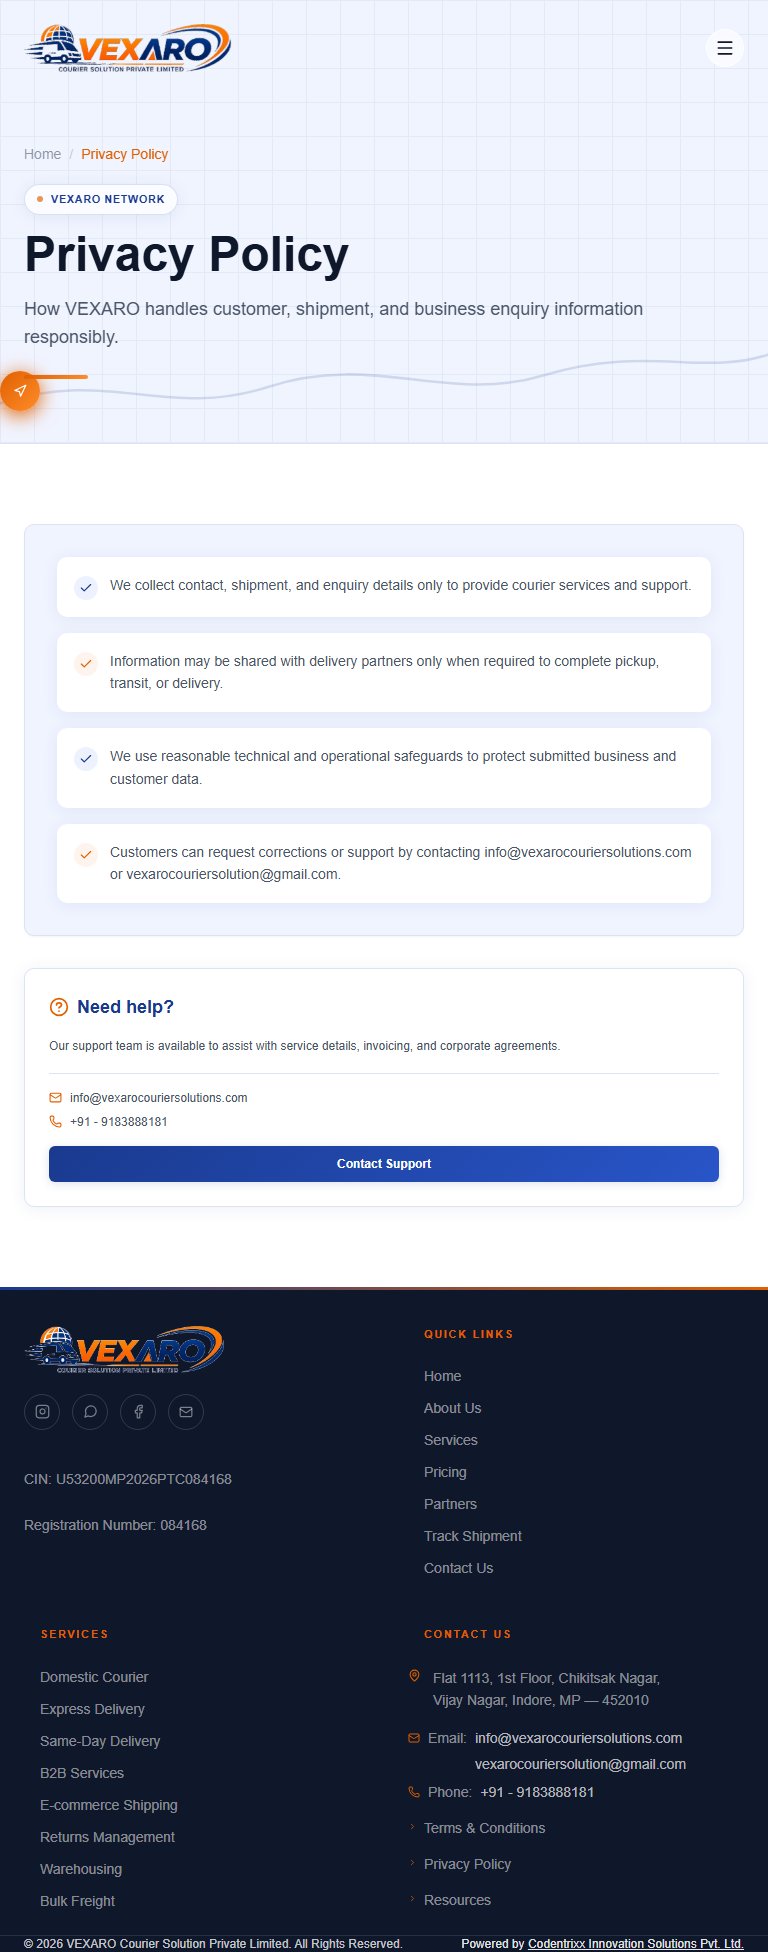 VEXARO
COURIER SOLUTION PRIVATE LIMITED
Home / Privacy Policy
VEXARO NETWORK
Privacy Policy
How VEXARO handles customer, shipment, and business enquiry information
responsibly.
We collect contact, shipment, and enquiry details only to provide courier services and support.
Information may be shared with delivery partners only when required to complete pickup,
transit, or delivery.
We use reasonable technical and operational safeguards to protect submitted business and
customer data.
Customers can request corrections or support by contacting info@vexarocouriersolutions.com
or vexarocouriersolution@gmail.com.
Need help?
Our support team is available to assist with service details, invoicing, and corporate agreements.
info@vexarocouriersolutions.com
+91 - 9183888181
Contact Support
VEXARO
COURIER SOLUTION PRIVATE LIMITED
CIN: U53200MP2026PTC084168
Registration Number: 084168
QUICK LINKS
Home
About Us
Services
Pricing
Partners
Track Shipment
Contact Us
SERVICES
Domestic Courier
Express Delivery
Same-Day Delivery
B2B Services
E-commerce Shipping
Returns Management
Warehousing
Bulk Freight
CONTACT US
Flat 1113, 1st Floor, Chikitsak Nagar,
Vijay Nagar, Indore, MP — 452010
Email: info@vexarocouriersolutions.com
vexarocouriersolution@gmail.com
Phone: +91 - 9183888181
Terms & Conditions
Privacy Policy
Resources
© 2026 VEXARO Courier Solution Private Limited. All Rights Reserved.
Powered by Codentrixx Innovation Solutions Pvt. Ltd.